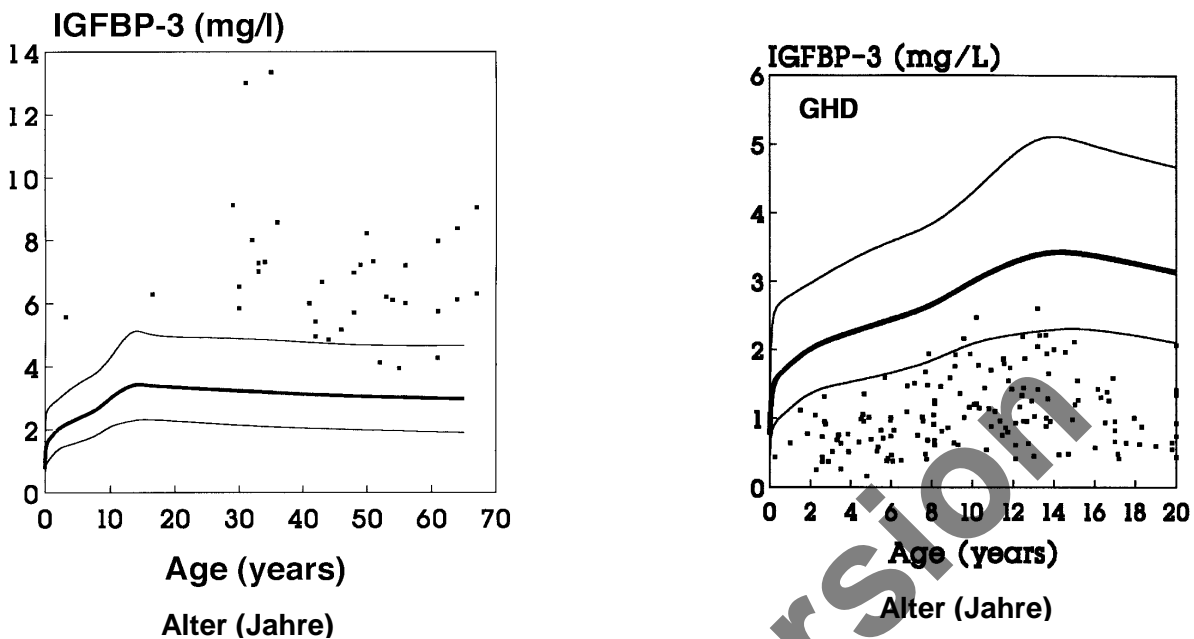 IGFBP-3 (mg/l)
14
12
10
8
6
4
2
0
0 10 20 30 40 50 60 70
Age (years)
Alter (Jahre)
IGFBP-3 (mg/L)
GHD
6
5
4
3
2
1
0
0 2 4 6 8 10 12 14 16 18 20
Age (years)
Alter (Jahre)
rsion